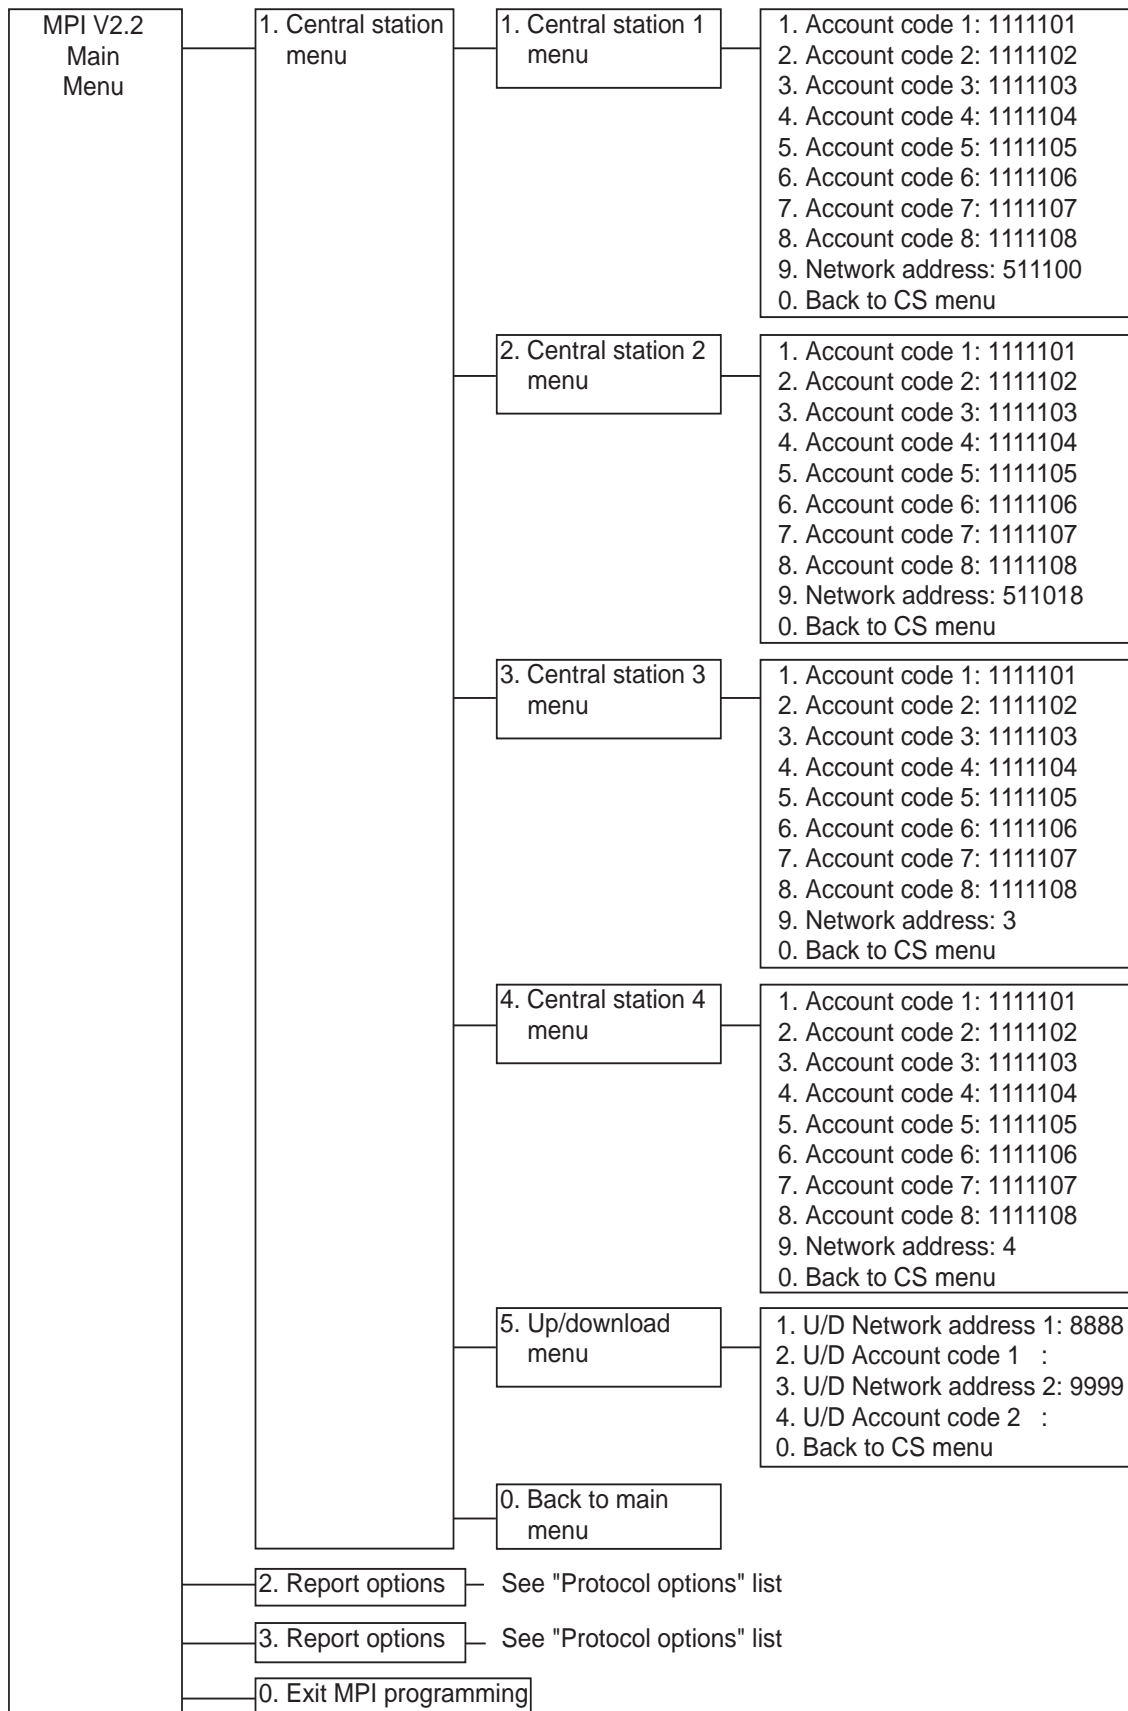 MPI V2.2
Main
Menu
1. Central station
menu
1. Central station 1
menu
1. Account code 1: 1111101
2. Account code 2: 1111102
3. Account code 3: 1111103
4. Account code 4: 1111104
5. Account code 5: 1111105
6. Account code 6: 1111106
7. Account code 7: 1111107
8. Account code 8: 1111108
9. Network address: 511100
0. Back to CS menu
2. Central station 2
menu
1. Account code 1: 1111101
2. Account code 2: 1111102
3. Account code 3: 1111103
4. Account code 4: 1111104
5. Account code 5: 1111105
6. Account code 6: 1111106
7. Account code 7: 1111107
8. Account code 8: 1111108
9. Network address: 511018
0. Back to CS menu
3. Central station 3
menu
1. Account code 1: 1111101
2. Account code 2: 1111102
3. Account code 3: 1111103
4. Account code 4: 1111104
5. Account code 5: 1111105
6. Account code 6: 1111106
7. Account code 7: 1111107
8. Account code 8: 1111108
9. Network address: 3
0. Back to CS menu
4. Central station 4
menu
1. Account code 1: 1111101
2. Account code 2: 1111102
3. Account code 3: 1111103
4. Account code 4: 1111104
5. Account code 5: 1111105
6. Account code 6: 1111106
7. Account code 7: 1111107
8. Account code 8: 1111108
9. Network address: 4
0. Back to CS menu
5. Up/download
menu
1. U/D Network address 1: 8888
2. U/D Account code 1 :
3. U/D Network address 2: 9999
4. U/D Account code 2 :
0. Back to CS menu
0. Back to main
menu
2. Report options
See "Protocol options" list
3. Report options
See "Protocol options" list
0. Exit MPI programming